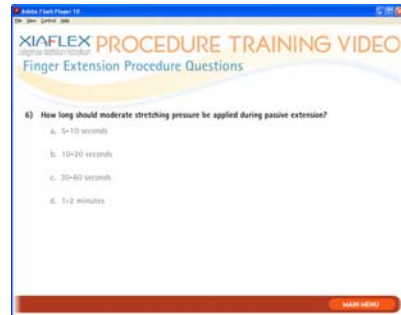 Adobe Flash Player 10
File View Control Help
XIAFLEX PROCEDURE TRAINING VIDEO
Finger Extension Procedure Questions
6) How long should moderate stretching pressure be applied during passive extension?
a. 5-10 seconds
b. 10-20 seconds
c. 30-60 seconds
d. 1-2 minutes
MAIN MENU